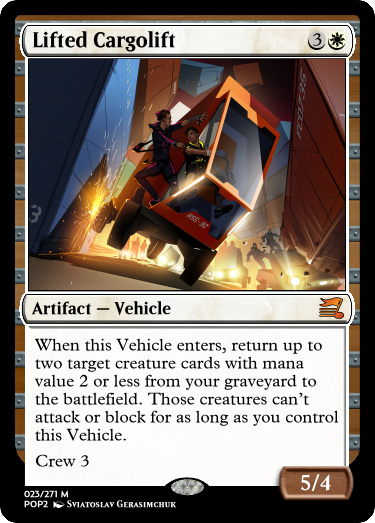 Lifted Cargolift 3
HSE-92
Artifact — Vehicle
When this Vehicle enters, return up to
two target creature cards with mana
value 2 or less from your graveyard to
the battlefield. Those creatures can't
attack or block for as long as you control
this Vehicle.
Crew 3
5/4
023/271 M
POP2 Sviatoslav Gerasimchuk